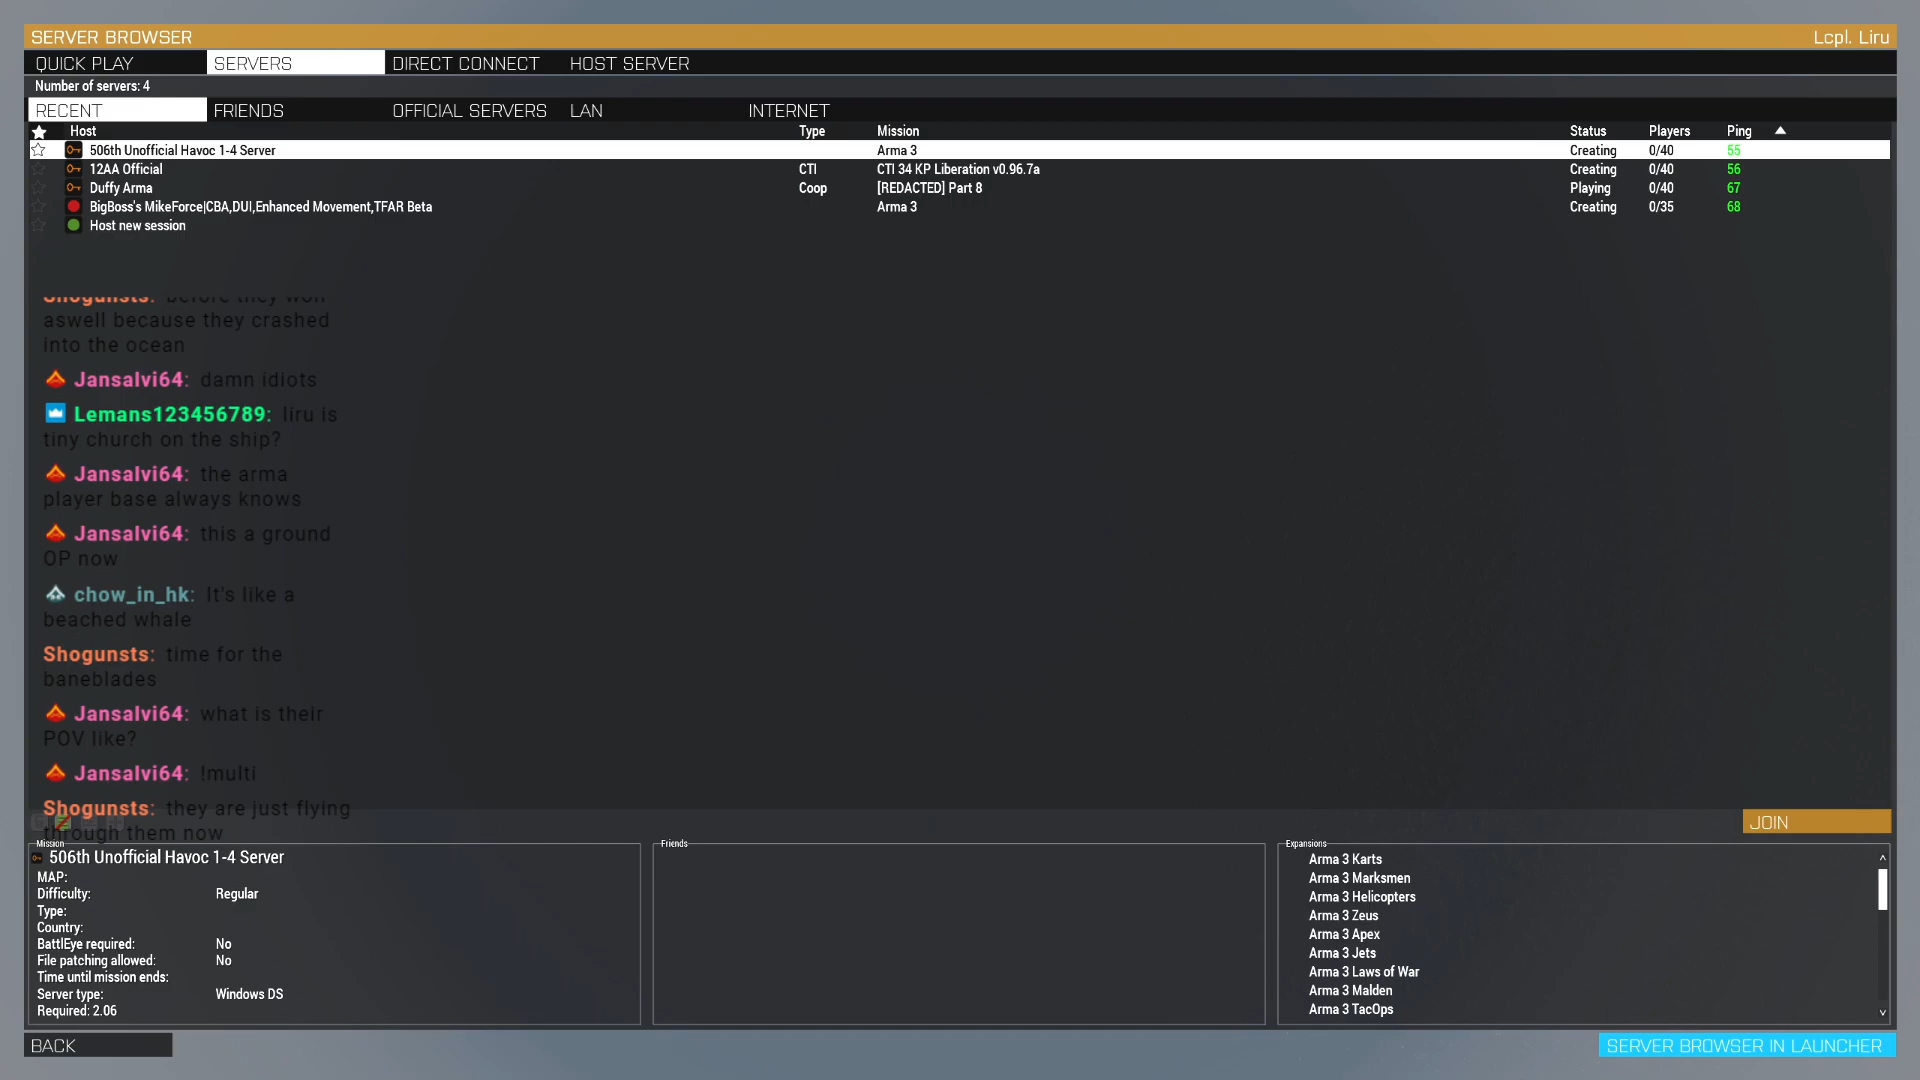 SERVER BROWSER
Lcpl. Liru
QUICK PLAY SERVERS DIRECT CONNECT HOST SERVER
Number of servers: 4
RECENT FRIENDS OFFICIAL SERVERS LAN INTERNET
Host Type Mission Status Players Ping
506th Unofficial Havoc 1-4 Server Arma 3 Creating 0/40 55
12AA Official CTI CTI 34 KP Liberation v0.96.7a Creating 0/40 56
Duffy Arma Coop [REDACTED] Part 8 Playing 0/40 67
BigBoss's MikeForce|CBA,DUI,Enhanced Movement,TFAR Beta Arma 3 Creating 0/35 68
Host new session
Shogunsts: before they won
aswell because they crashed
into the ocean
Jansalvi64: damn idiots
Lemans123456789: liru is
tiny church on the ship?
Jansalvi64: the arma
player base always knows
Jansalvi64: this a ground
OP now
chow_in_hk: It's like a
beached whale
Shogunsts: time for the
baneblades
Jansalvi64: what is their
POV like?
Jansalvi64: !multi
Shogunsts: they are just flying
through them now
JOIN
Mission
506th Unofficial Havoc 1-4 Server
MAP:
Difficulty: Regular
Type:
Country:
BattlEye required: No
File patching allowed: No
Time until mission ends:
Server type: Windows DS
Required: 2.06
Friends
Expansions
Arma 3 Karts
Arma 3 Marksmen
Arma 3 Helicopters
Arma 3 Zeus
Arma 3 Apex
Arma 3 Jets
Arma 3 Laws of War
Arma 3 Malden
Arma 3 TacOps
BACK
SERVER BROWSER IN LAUNCHER